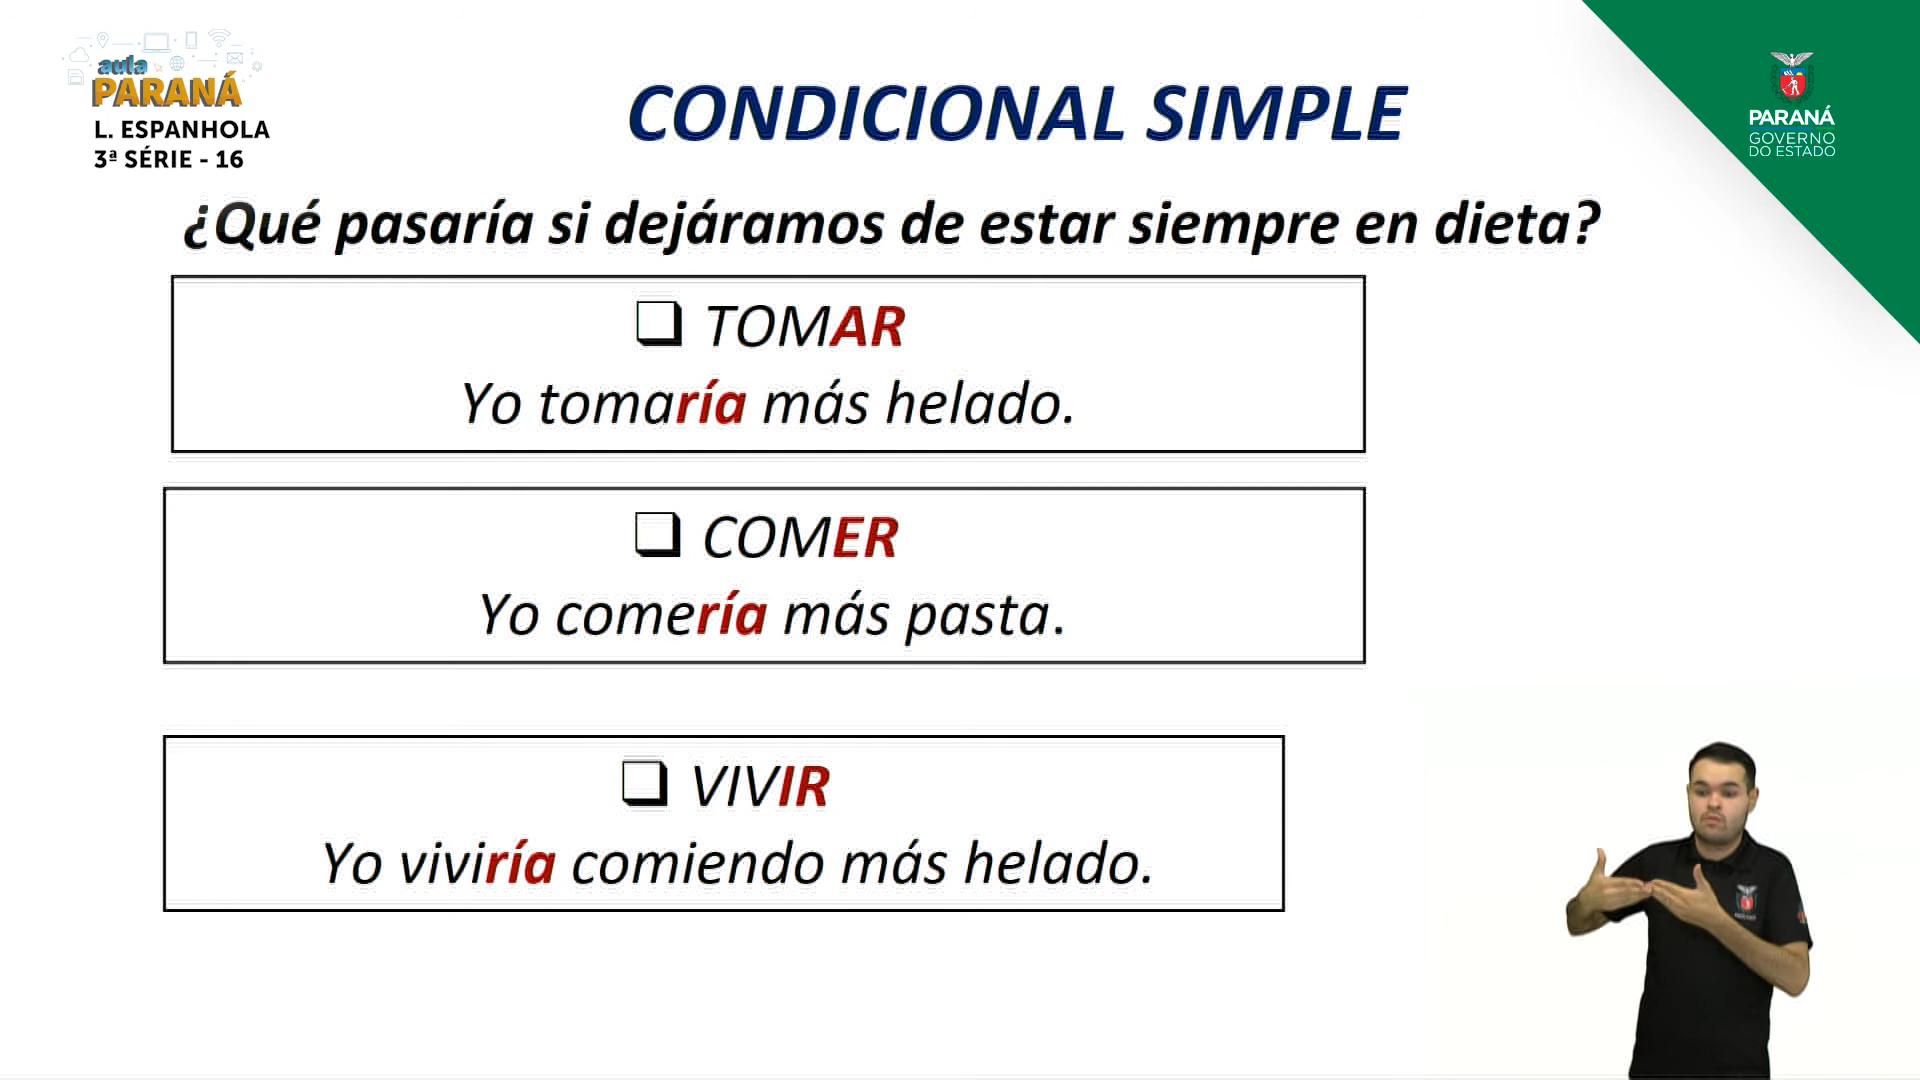 aula
PARANÁ
L. ESPANHOLA
3ª SÉRIE - 16
CONDICIONAL SIMPLE
PARANÁ
GOVERNO
DO ESTADO
¿Qué pasaría si dejáramos de estar siempre en dieta?
❑ TOMAR
Yo tomaría más helado.
❑ COMER
Yo comería más pasta.
❑ VIVIR
Yo viviría comiendo más helado.